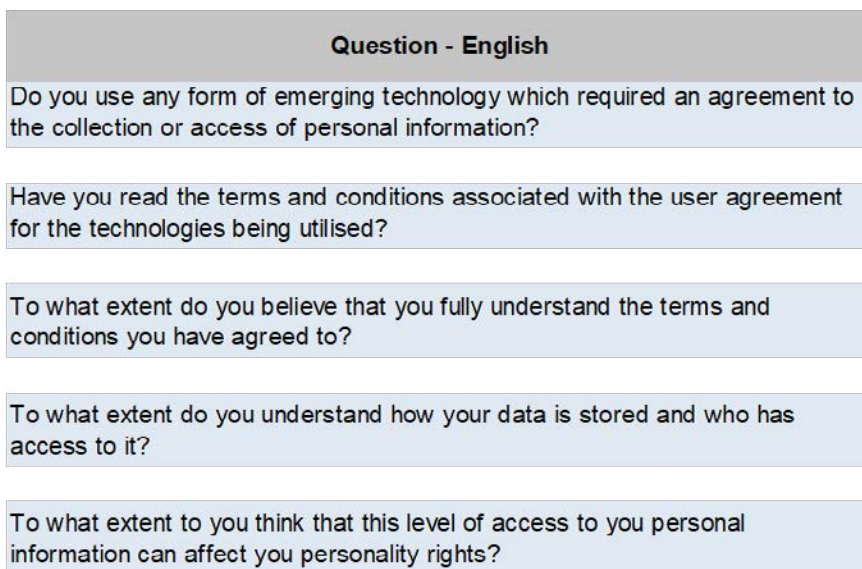 Question - English
Do you use any form of emerging technology which required an agreement to
the collection or access of personal information?
Have you read the terms and conditions associated with the user agreement
for the technologies being utilised?
To what extent do you believe that you fully understand the terms and
conditions you have agreed to?
To what extent do you understand how your data is stored and who has
access to it?
To what extent to you think that this level of access to you personal
information can affect you personality rights?